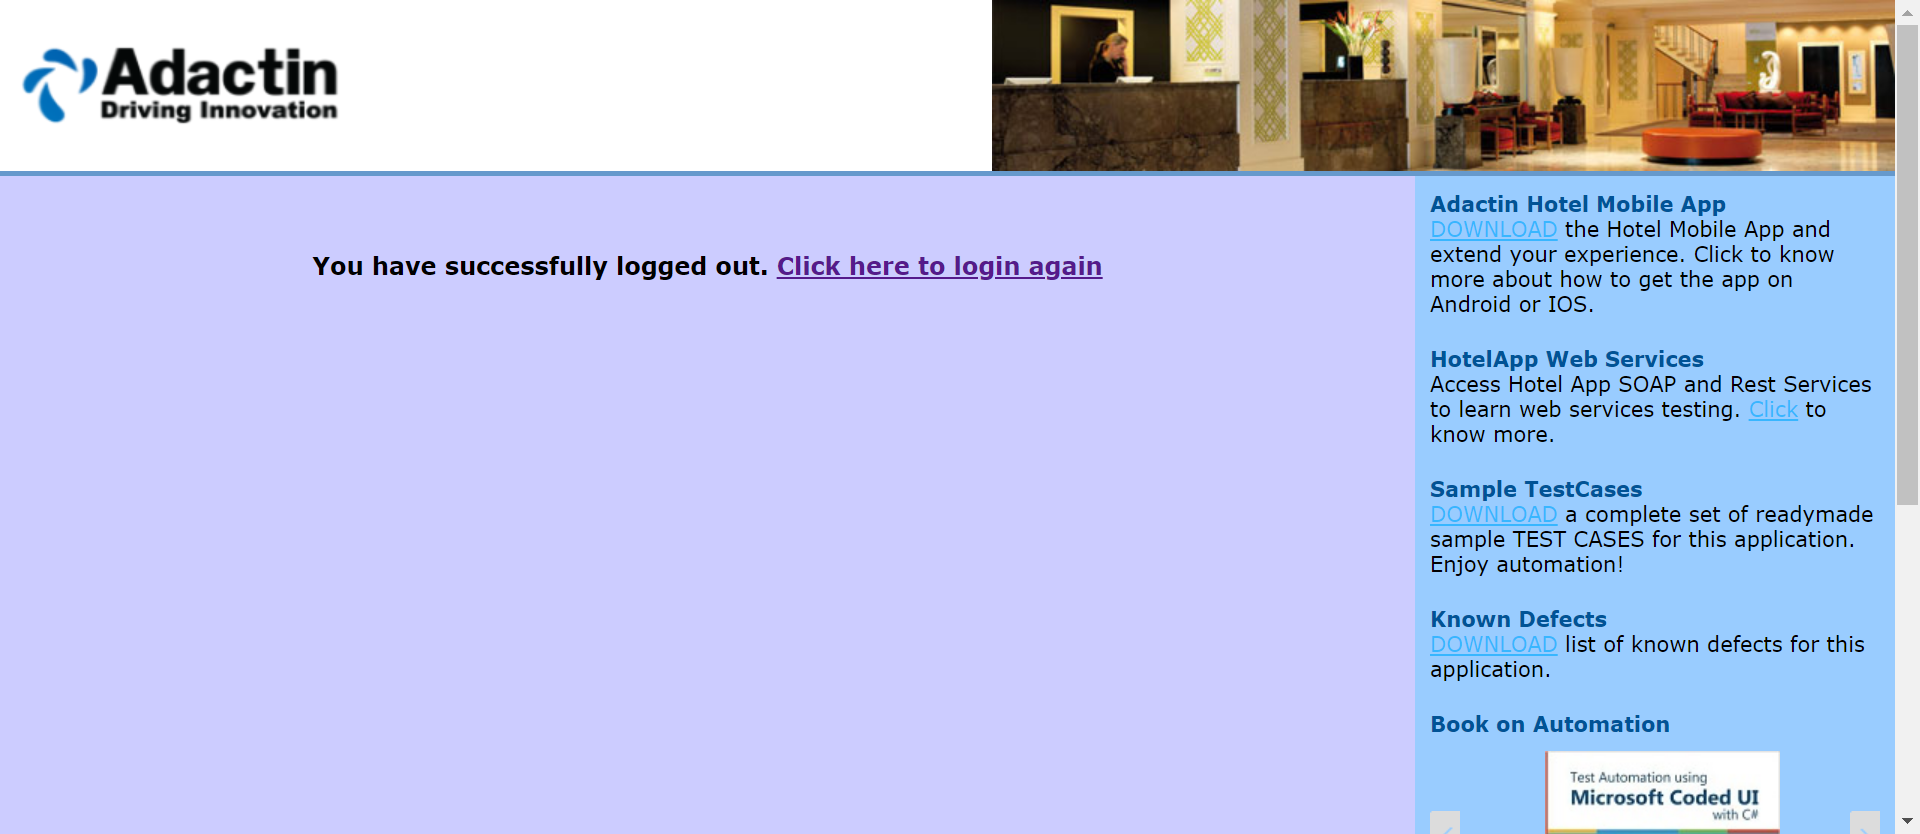 Adactin
Driving Innovation
You have successfully logged out. Click here to login again
Adactin Hotel Mobile App
DOWNLOAD the Hotel Mobile App and
extend your experience. Click to know
more about how to get the app on
Android or IOS.
HotelApp Web Services
Access Hotel App SOAP and Rest Services
to learn web services testing. Click to
know more.
Sample TestCases
DOWNLOAD a complete set of readymade
sample TEST CASES for this application.
Enjoy automation!
Known Defects
DOWNLOAD list of known defects for this
application.
Book on Automation
Test Automation using
Microsoft Coded UI
with C#